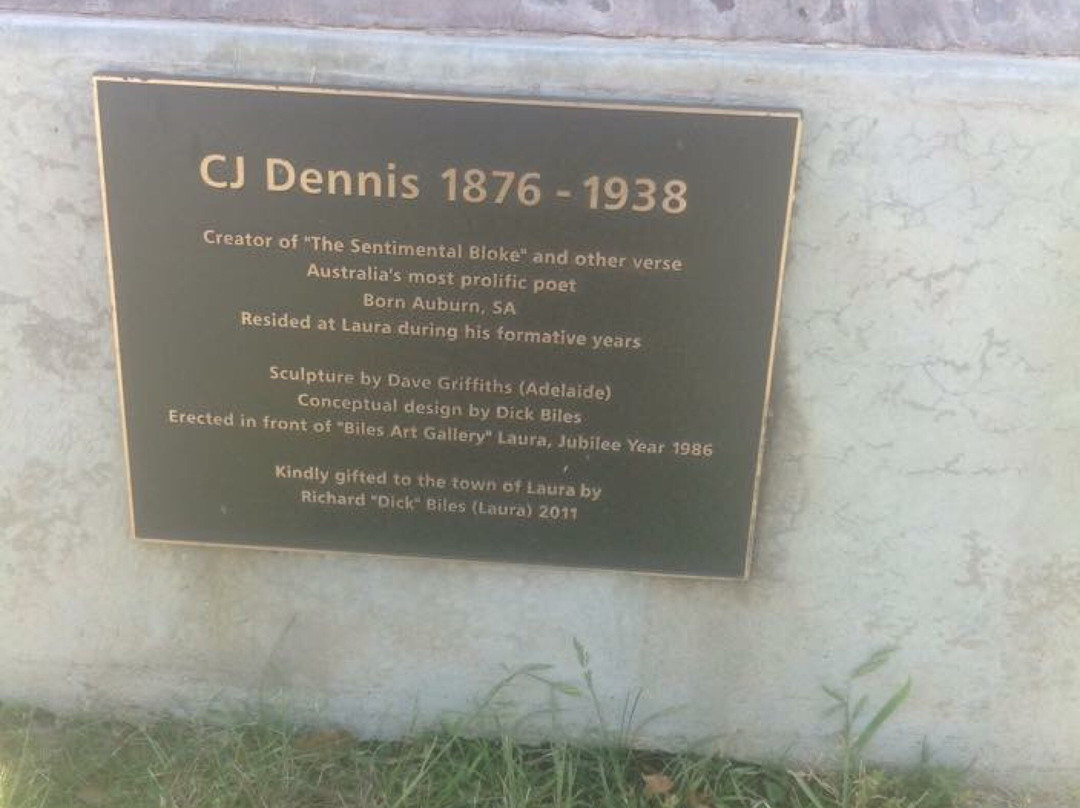 CJ Dennis 1876 - 1938
Creator of "The Sentimental Bloke" and other verse
Australia's most prolific poet
Born Auburn, SA
Resided at Laura during his formative years
Sculpture by Dave Griffiths (Adelaide)
Conceptual design by Dick Biles
Erected in front of "Biles Art Gallery" Laura, Jubilee Year 1986
Kindly gifted to the town of Laura by
Richard "Dick" Biles (Laura) 2011